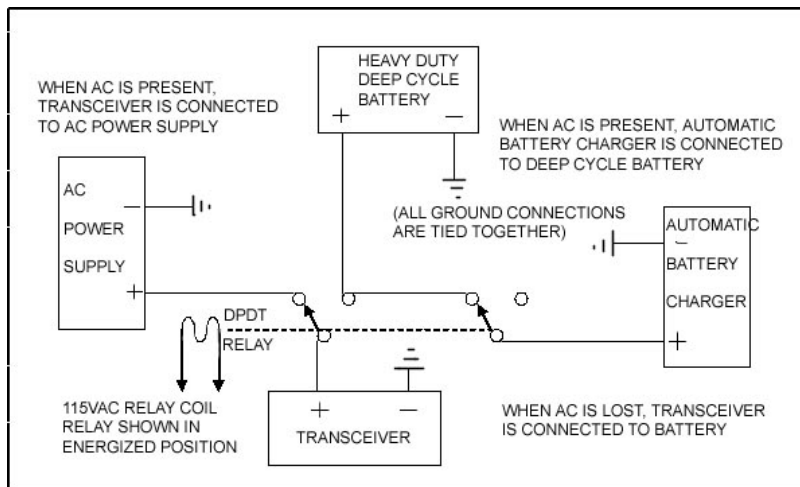 WHEN AC IS PRESENT,
TRANSCEIVER IS CONNECTED
TO AC POWER SUPPLY
HEAVY DUTY
DEEP CYCLE
BATTERY
+
−
WHEN AC IS PRESENT, AUTOMATIC
BATTERY CHARGER IS CONNECTED
TO DEEP CYCLE BATTERY
(ALL GROUND CONNECTIONS
ARE TIED TOGETHER)
AC
−
POWER
SUPPLY
+
AUTOMATIC
−
BATTERY
CHARGER
+
DPDT
RELAY
115VAC RELAY COIL
RELAY SHOWN IN
ENERGIZED POSITION
+
−
TRANSCEIVER
WHEN AC IS LOST, TRANSCEIVER
IS CONNECTED TO BATTERY